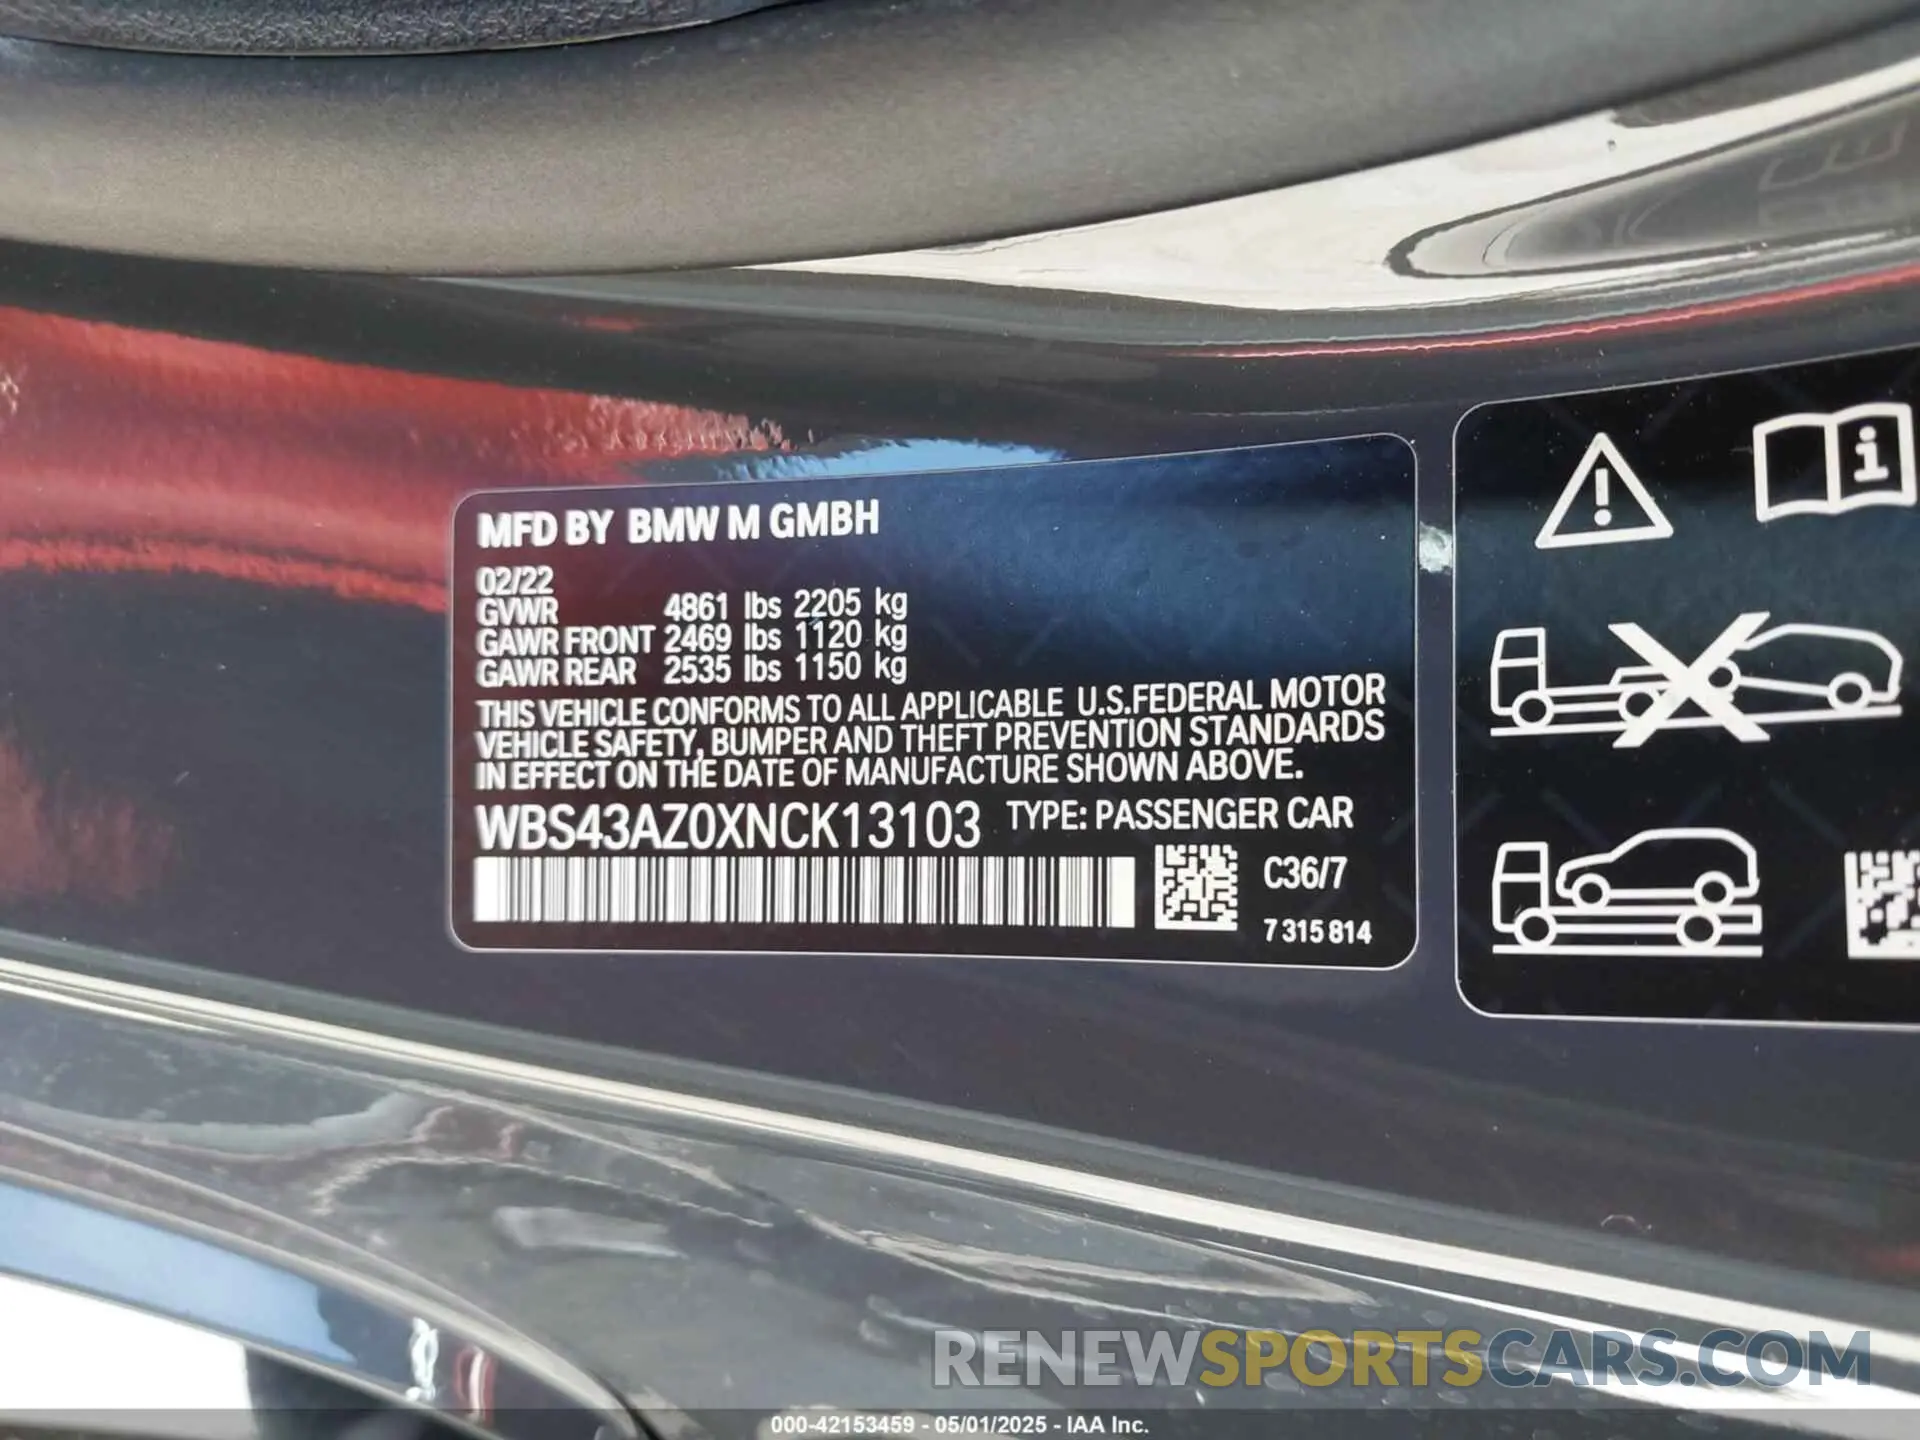 MFD BY BMW M GMBH
02/22
GVWR 4861 lbs 2205 kg
GAWR FRONT 2469 lbs 1120 kg
GAWR REAR 2535 lbs 1150 kg
THIS VEHICLE CONFORMS TO ALL APPLICABLE U.S.FEDERAL MOTOR
VEHICLE SAFETY, BUMPER AND THEFT PREVENTION STANDARDS
IN EFFECT ON THE DATE OF MANUFACTURE SHOWN ABOVE.
WBS43AZ0XNCK13103 TYPE: PASSENGER CAR
C36/7
7 315 814
RENEWSPORTSCARS.COM
000-42153459 - 05/01/2025 - IAA Inc.